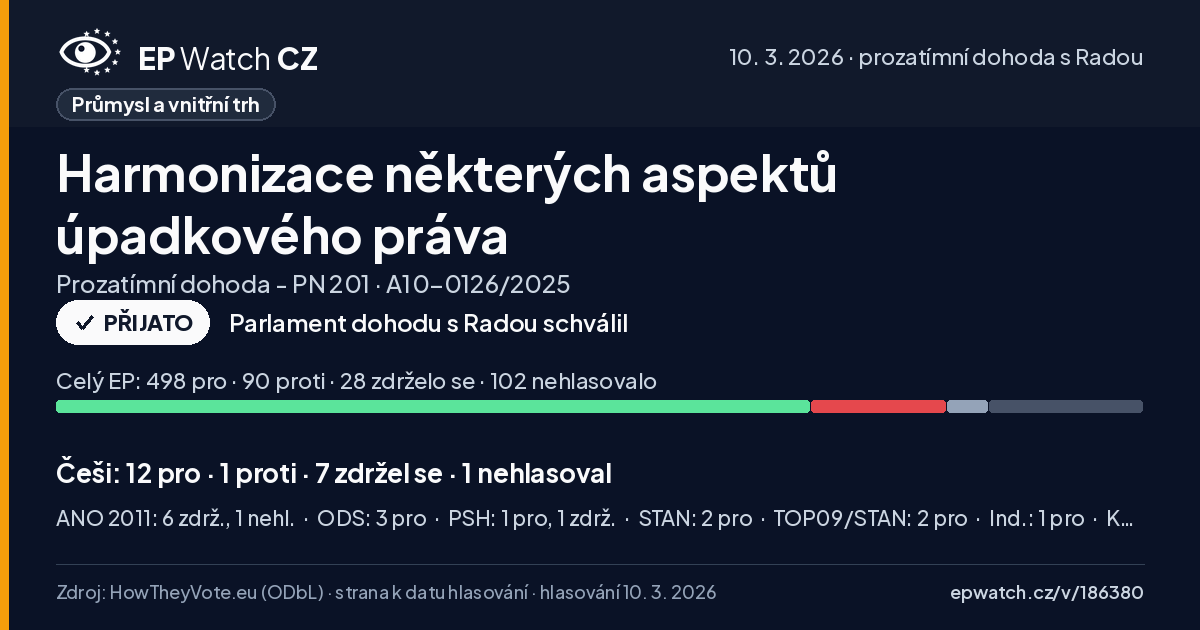 EP Watch CZ
10. 3. 2026 · prozatímní dohoda s Radou
Průmysl a vnitřní trh
Harmonizace některých aspektů
úpadkového práva
Prozatímní dohoda - PN 201 · A10–0126/2025
✓ PŘIJATO
Parlament dohodu s Radou schválil
Celý EP: 498 pro · 90 proti · 28 zdrželo se · 102 nehlasovalo
Češi: 12 pro · 1 proti · 7 zdržel se · 1 nehlasoval
ANO 2011: 6 zdrž., 1 nehl. · ODS: 3 pro · PSH: 1 pro, 1 zdrž. · STAN: 2 pro · TOP09/STAN: 2 pro · Ind.: 1 pro · K…
Zdroj: HowTheyVote.eu (ODbL) · strana k datu hlasování · hlasování 10. 3. 2026
epwatch.cz/v/186380